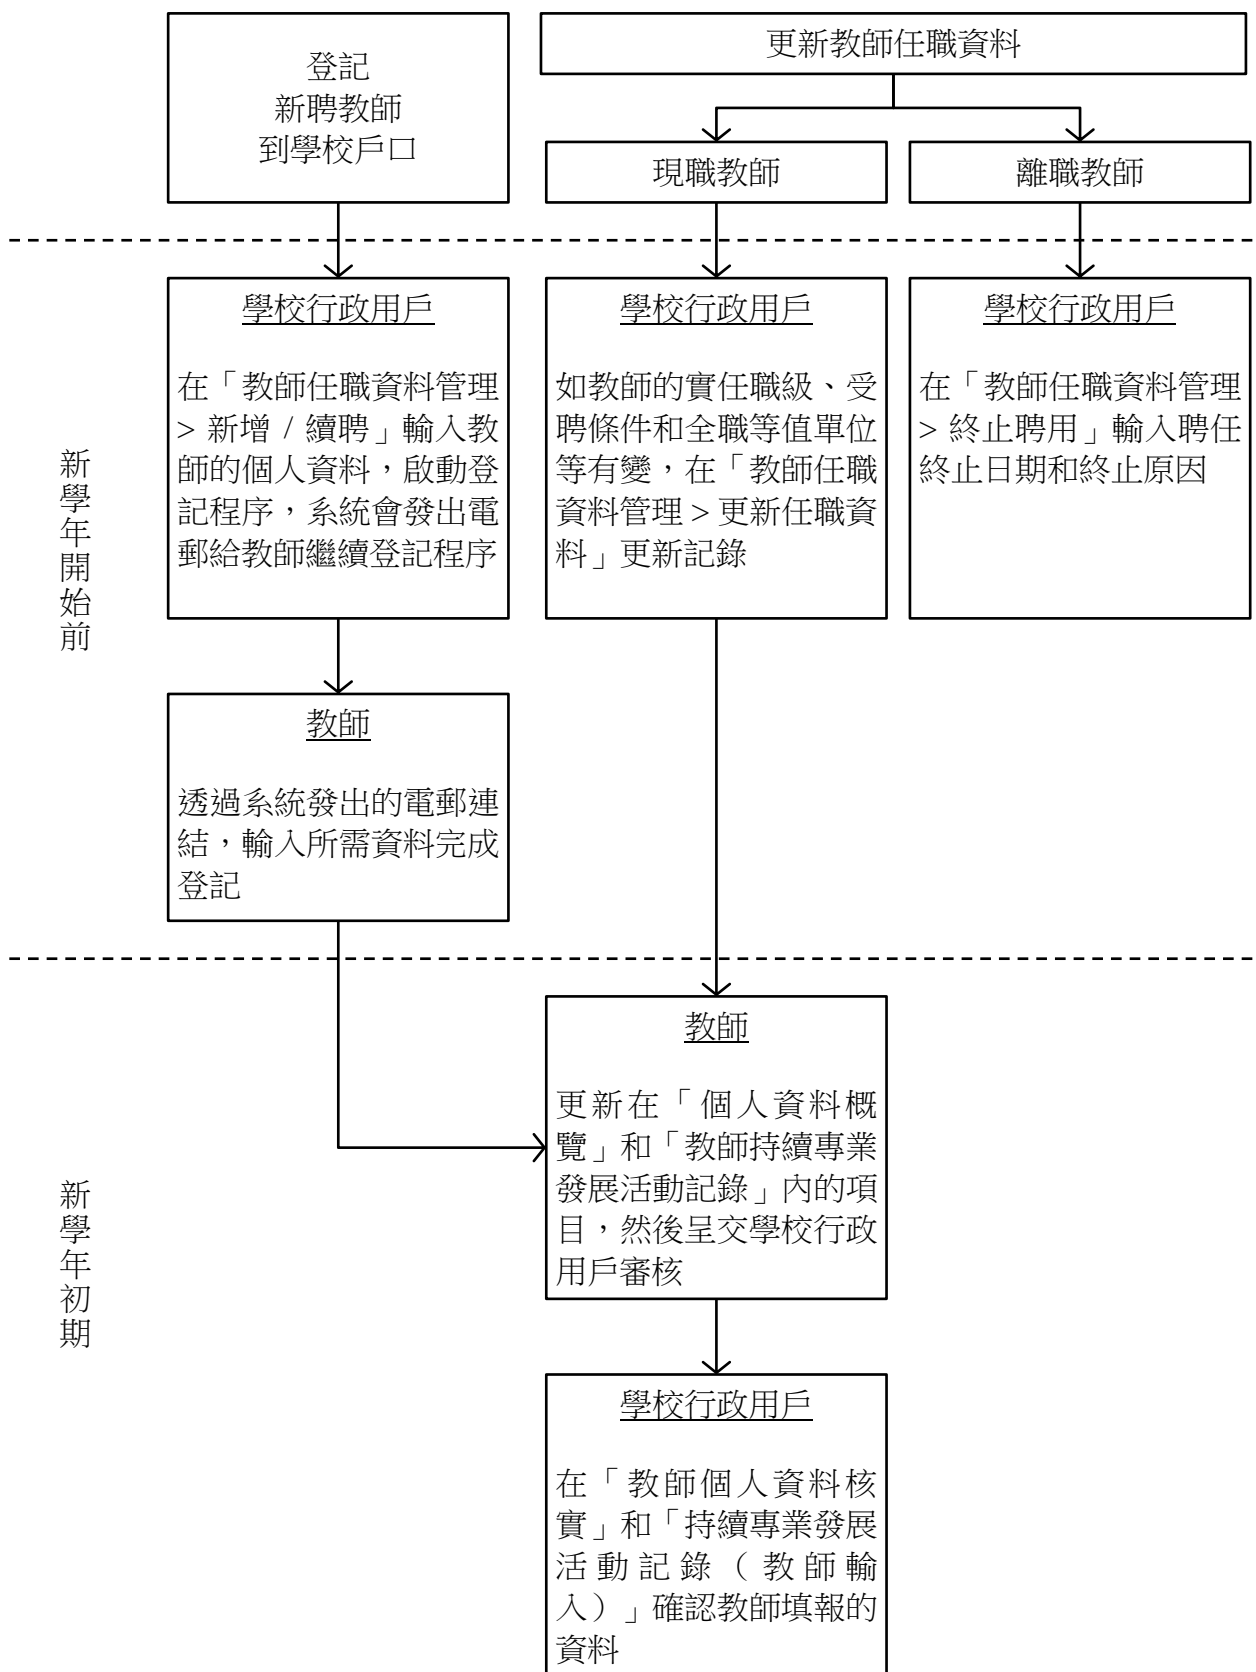 登記
新聘教師
到學校戶口
更新教師任職資料
現職教師
離職教師
新學年開始前
學校行政用戶
在「教師任職資料管理
> 新增 / 續聘」輸入教
師的個人資料，啟動登
記程序，系統會發出電
郵給教師繼續登記程序
學校行政用戶
如教師的實任職級、受
聘條件和全職等值單位
等有變，在「教師任職
資料管理 > 更新任職資
料」更新記錄
學校行政用戶
在「教師任職資料管理
> 終止聘用」輸入聘任
終止日期和終止原因
教師
透過系統發出的電郵連
結，輸入所需資料完成
登記
新學年初期
教師
更新在「個人資料概
覽」和「教師持續專業
發展活動記錄」內的項
目，然後呈交學校行政
用戶審核
學校行政用戶
在「教師個人資料核
實」和「持續專業發展
活動記錄（教師輸
入）」確認教師填報的
資料